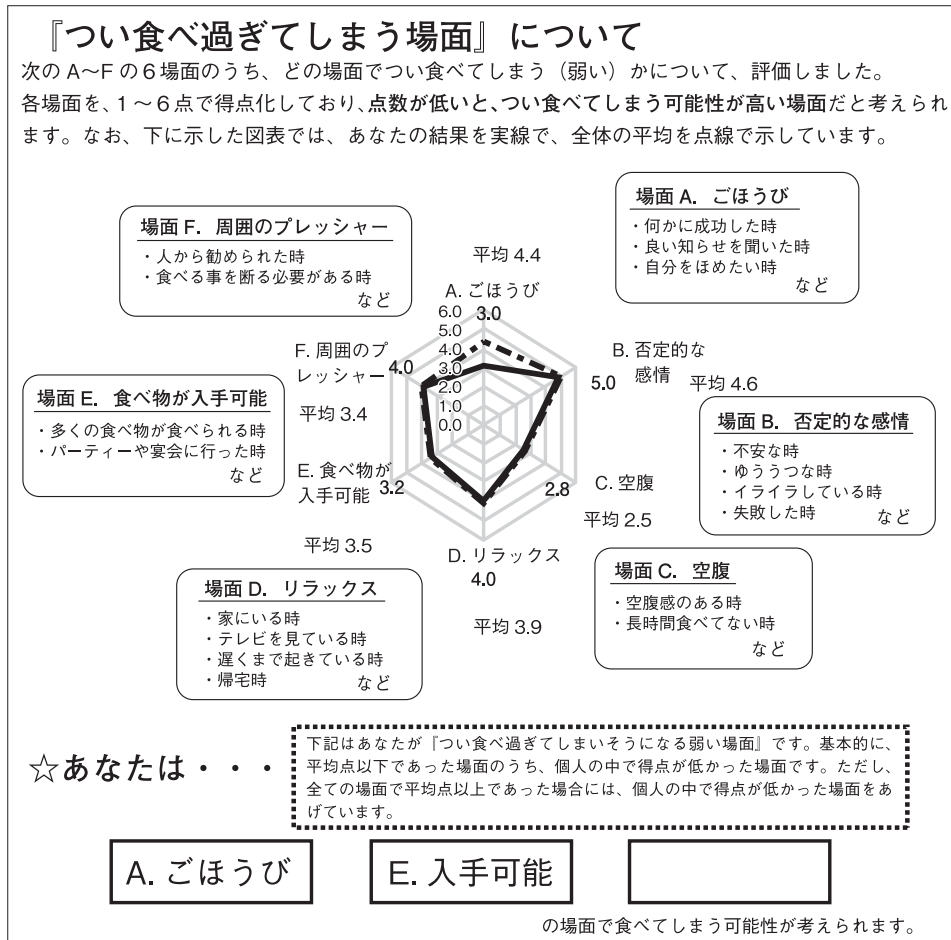 『つい食べ過ぎてしまう場面』について
次の A～F の６場面のうち、どの場面でつい食べてしまう（弱い）かについて、評価しました。
各場面を、１～６点で得点化しており、点数が低いと、つい食べてしまう可能性が高い場面だと考えられ
ます。なお、下に示した図表では、あなたの結果を実線で、全体の平均を点線で示しています。
場面 F. 周囲のプレッシャー
・人から勧められた時
・食べる事を断る必要がある時
など
場面 A. ごほうび
・何かに成功した時
・良い知らせを聞いた時
・自分をほめたい時
など
平均 4.4
A. ごほうび
3.0
6.0
5.0
4.0
3.0
2.0
1.0
0.0
F. 周囲のプ
レッシャー
4.0
平均 3.4
B. 否定的な
感情
5.0
平均 4.6
場面 E. 食べ物が入手可能
・多くの食べ物が食べられる時
・パーティーや宴会に行った時
など
場面 B. 否定的な感情
・不安な時
・ゆううつな時
・イライラしている時
・失敗した時
など
E. 食べ物が
入手可能
3.2
平均 3.5
C. 空腹
2.8
平均 2.5
D. リラックス
4.0
平均 3.9
場面 D. リラックス
・家にいる時
・テレビを見ている時
・遅くまで起きている時
・帰宅時
など
場面 C. 空腹
・空腹感のある時
・長時間食べてない時
など
☆あなたは・・・
下記はあなたが『つい食べ過ぎてしまいそうになる弱い場面』です。基本的に、
平均点以下であった場面のうち、個人の中で得点が低かった場面です。ただし、
全ての場面で平均点以上であった場合には、個人の中で得点が低かった場面をあ
げています。
A. ごほうび
E. 入手可能
の場面で食べてしまう可能性が考えられます。